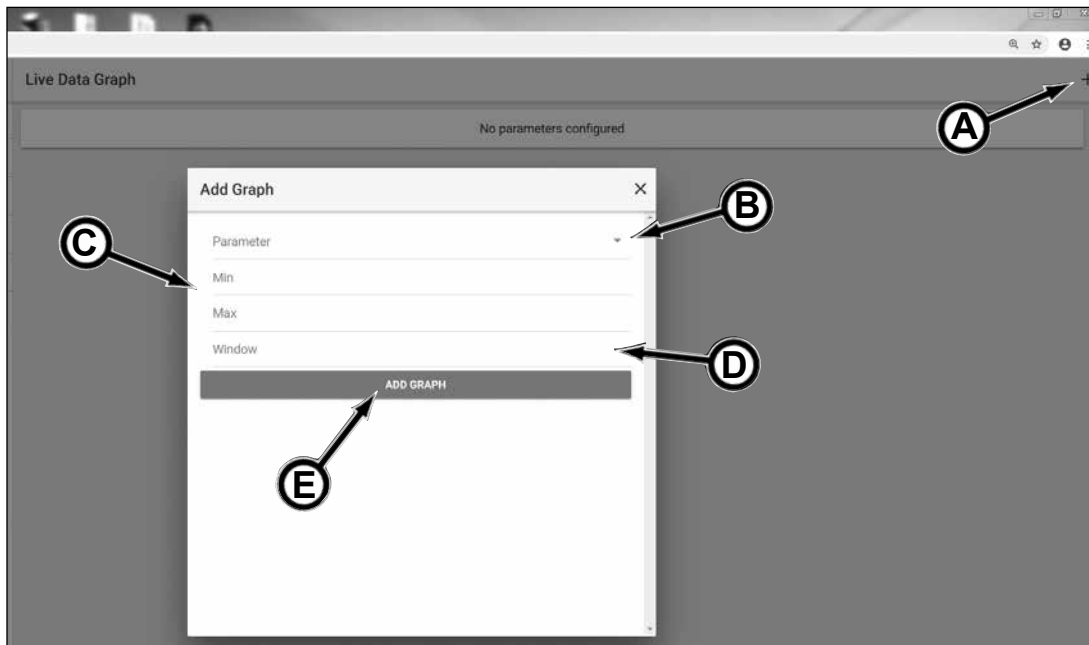 Live Data Graph
+
A
No parameters configured
Add Graph
×
B
Parameter
C
Min
Max
Window
D
ADD GRAPH
E